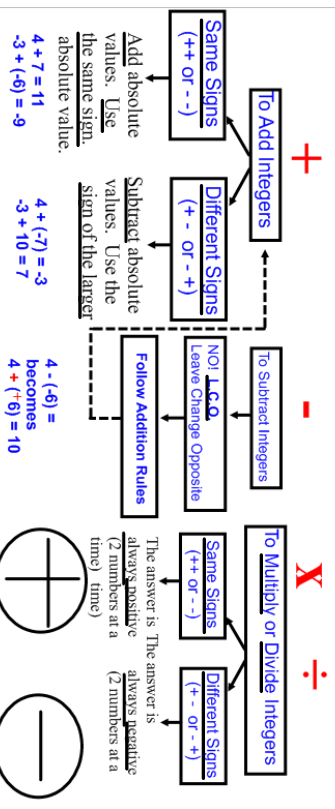 +
To Add Integers
Same Signs
(++ or - -)
Add absolute
values. Use
the same sign.
absolute value.
4 + 7 = 11
-3 + (-6) = -9
Different Signs
(+ - or - +)
Subtract absolute
values. Use the
sign of the larger
4 + (-7) = -3
-3 + 10 = 7
-
To Subtract Integers
NO! L.C.O
Leave Change Opposite
Follow Addition Rules
4 - (-6) =
becomes
4 + (+6) = 10
X ÷
To Multiply or Divide Integers
Same Signs
(++ or - -)
The answer is
always positive
(2 numbers at a
time)
+
Different Signs
(+ - or - +)
The answer is
always negative
(2 numbers at a
time)
-